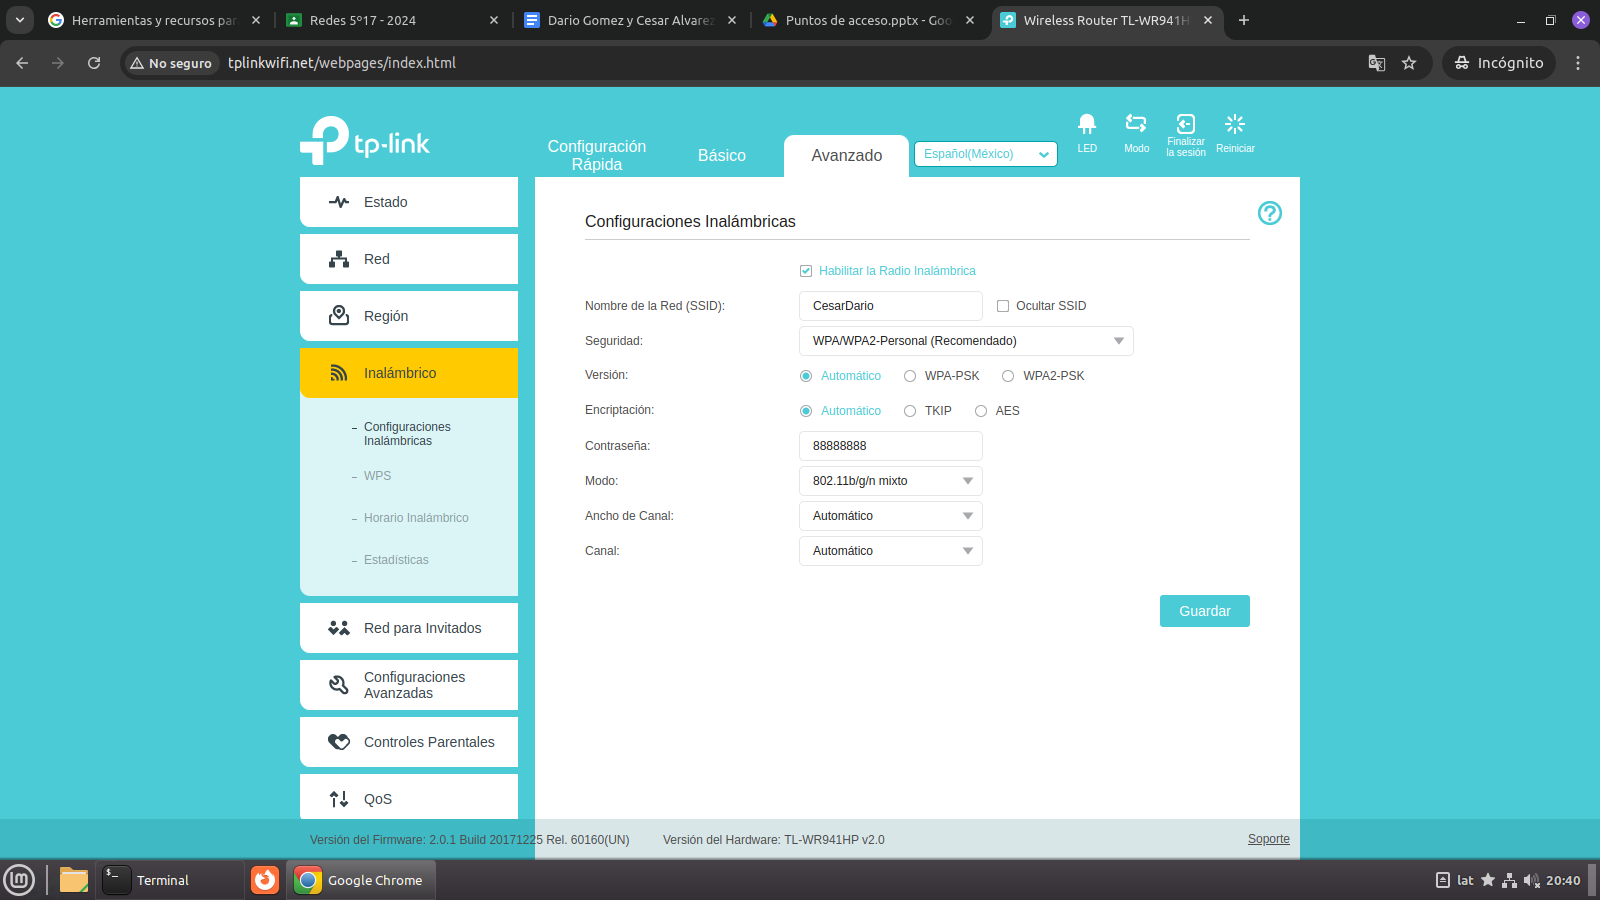 Herramientas y recursos par
Redes 5º17 - 2024
Dario Gomez y Cesar Alvarez
Puntos de acceso.pptx - Goo
Wireless Router TL-WR941H
No seguro
tplinkwifi.net/webpages/index.html
Incógnito
tp-link
Configuración
Rápida
Básico
Avanzado
Español(México)
LED
Modo
Finalizar
la sesión
Reiniciar
Estado
Red
Región
Inalámbrico
Configuraciones
Inalámbricas
WPS
Horario Inalámbrico
Estadísticas
Red para Invitados
Configuraciones
Avanzadas
Controles Parentales
QoS
Configuraciones Inalámbricas
Habilitar la Radio Inalámbrica
Nombre de la Red (SSID): CesarDario Ocultar SSID
Seguridad: WPA/WPA2-Personal (Recomendado)
Versión: Automático WPA-PSK WPA2-PSK
Encriptación: Automático TKIP AES
Contraseña: 88888888
Modo: 802.11b/g/n mixto
Ancho de Canal: Automático
Canal: Automático
Guardar
Versión del Firmware: 2.0.1 Build 20171225 Rel. 60160(UN) Versión del Hardware: TL-WR941HP v2.0 Soporte
Terminal
Google Chrome
lat
20:40